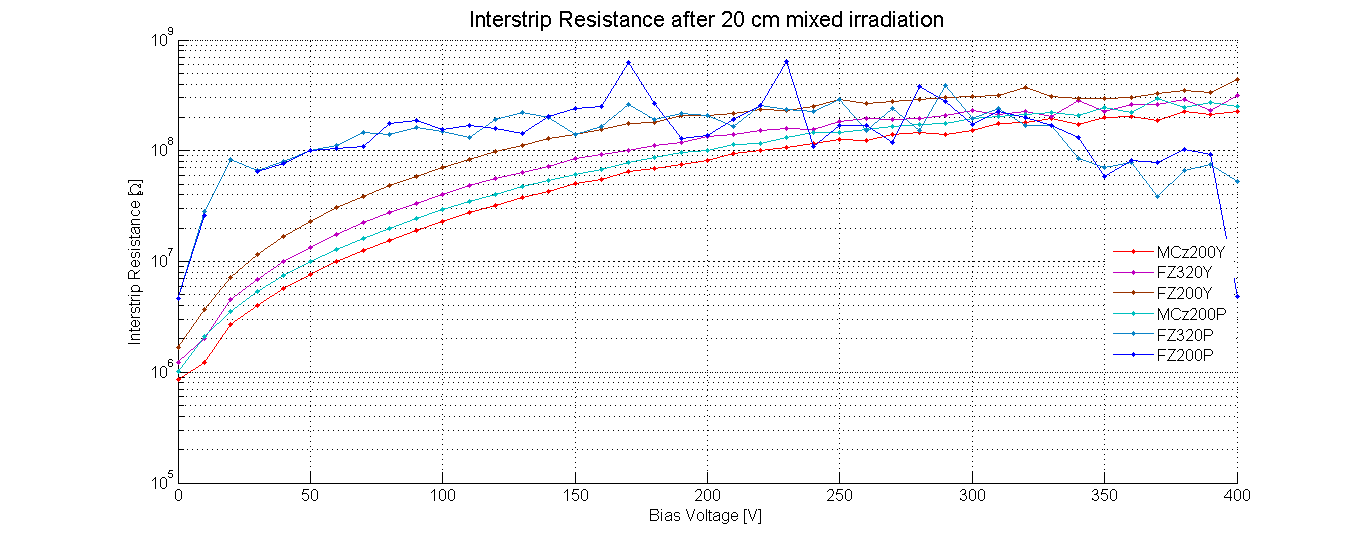 Interstrip Resistance after 20 cm mixed irradiation
Interstrip Resistance [Ω]
10^9
10^8
10^7
10^6
10^5
MCz200Y
FZ320Y
FZ200Y
MCz200P
FZ320P
FZ200P
0 50 100 150 200 250 300 350 400
Bias Voltage [V]